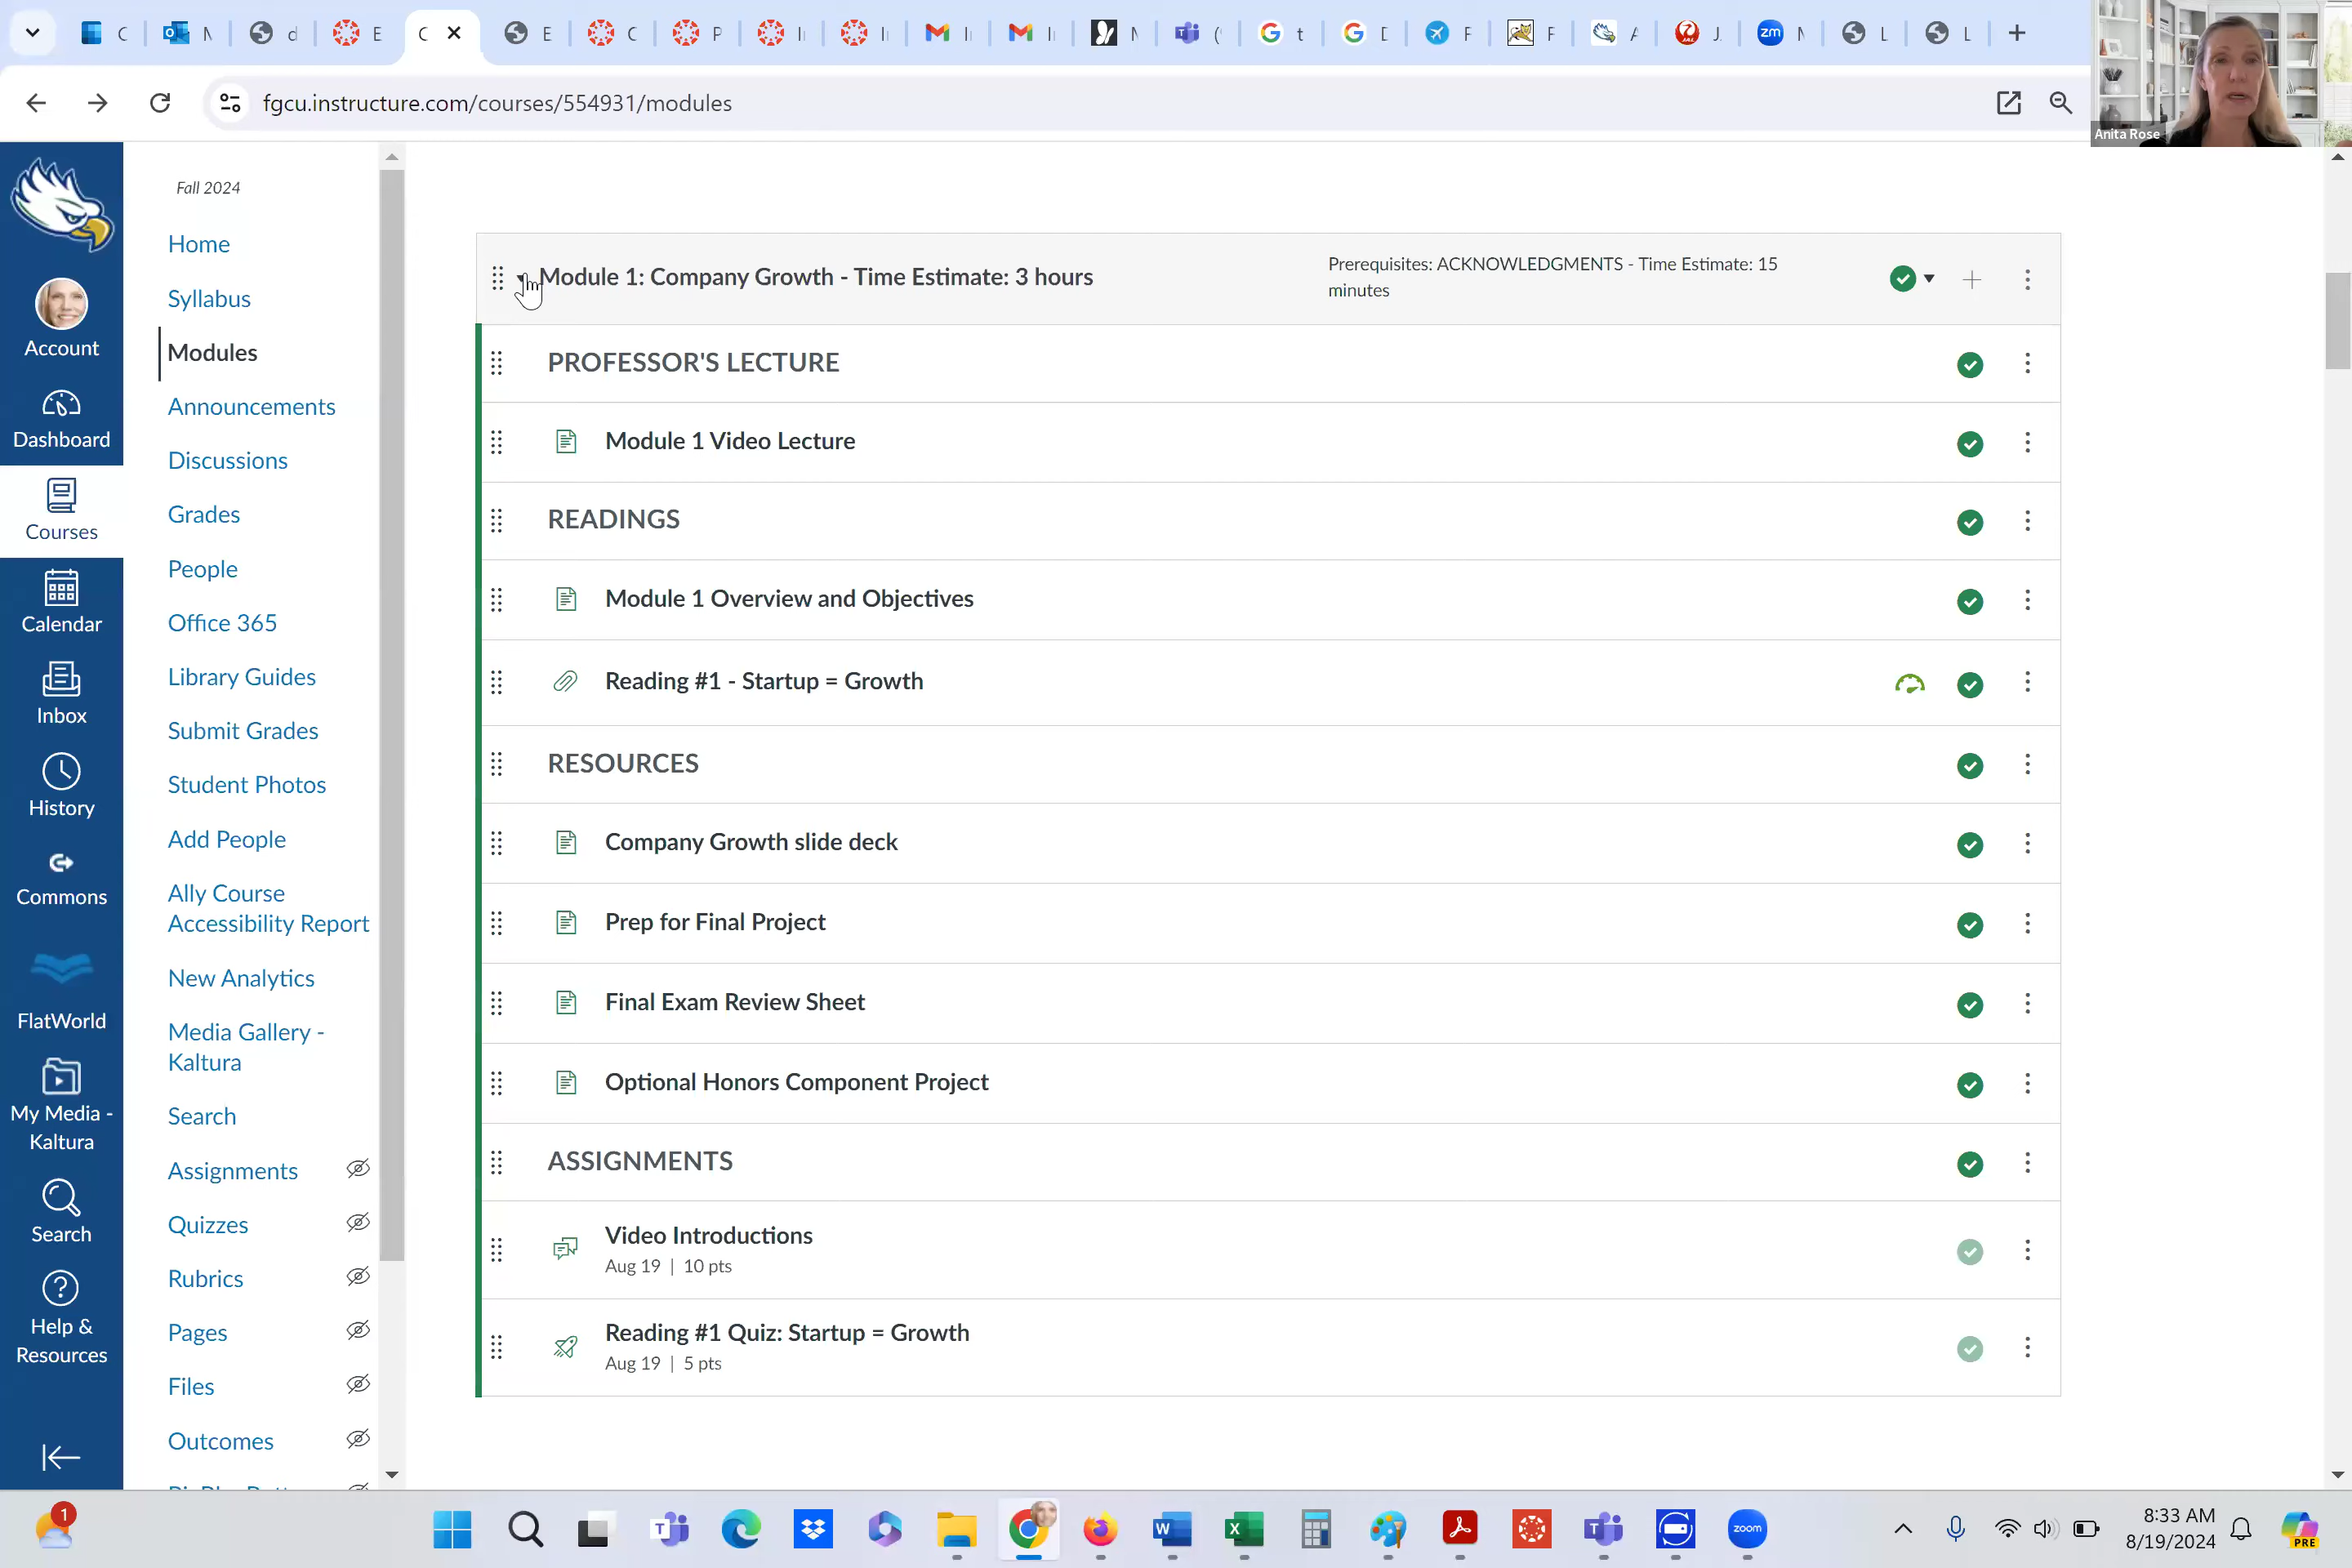 fgcu.instructure.com/courses/554931/modules
Anita Rose
Fall 2024
Home
Syllabus
Modules
Announcements
Discussions
Grades
People
Office 365
Library Guides
Submit Grades
Student Photos
Add People
Ally Course
Accessibility Report
New Analytics
Media Gallery -
Kaltura
Search
Assignments
Quizzes
Rubrics
Pages
Files
Outcomes
Account
Dashboard
Courses
Calendar
Inbox
History
Commons
FlatWorld
My Media -
Kaltura
Search
Help &
Resources
Module 1: Company Growth - Time Estimate: 3 hours
Prerequisites: ACKNOWLEDGMENTS - Time Estimate: 15
minutes
PROFESSOR'S LECTURE
Module 1 Video Lecture
READINGS
Module 1 Overview and Objectives
Reading #1 - Startup = Growth
RESOURCES
Company Growth slide deck
Prep for Final Project
Final Exam Review Sheet
Optional Honors Component Project
ASSIGNMENTS
Video Introductions
Aug 19 | 10 pts
Reading #1 Quiz: Startup = Growth
Aug 19 | 5 pts
1
zoom
8:33 AM
8/19/2024
PRE